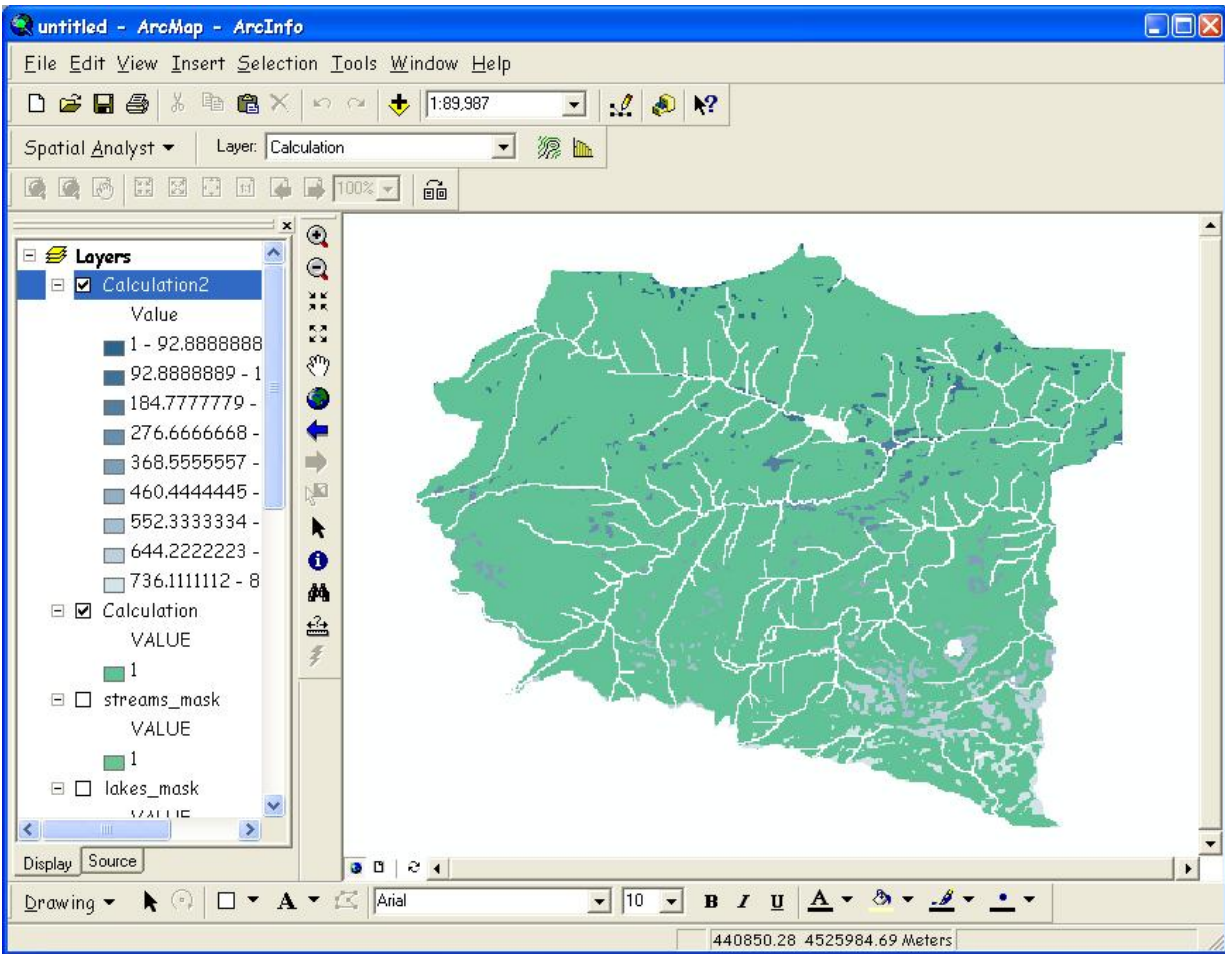 untitled - ArcMap - ArcInfo
File Edit View Insert Selection Tools Window Help
1:89,987
Spatial Analyst Layer: Calculation
1:1 100%
Layers
Calculation2
Value
1 - 92.8888888
92.8888889 - 1
184.7777779 -
276.6666668 -
368.5555557 -
460.4444445 -
552.3333334 -
644.2222223 -
736.1111112 - 8
Calculation
VALUE
1
streams_mask
VALUE
1
lakes_mask
VALUE
Display Source
Drawing A Arial 10 B I U A
440850.28 4525984.69 Meters